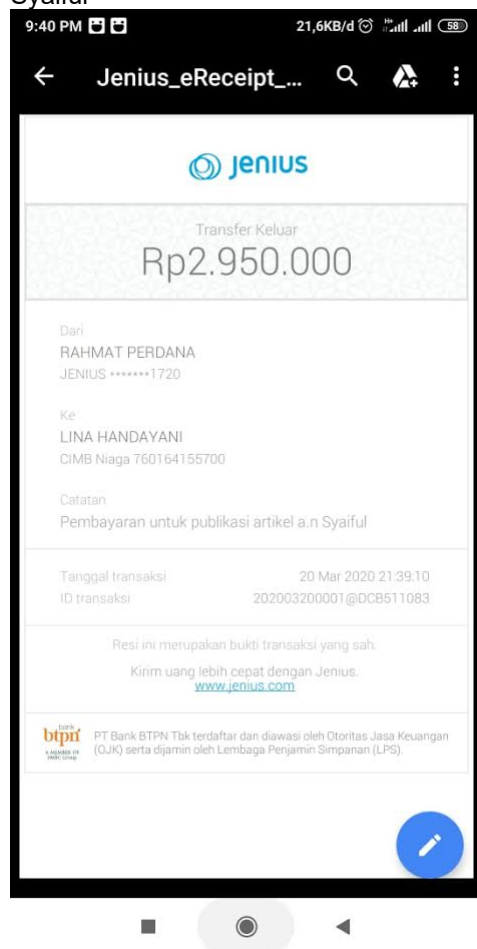 Syaiful
9:40 PM 21,6KB/d 58
Jenius_eReceipt_...
jenius
Transfer Keluar
Rp2.950.000
Dari
RAHMAT PERDANA
JENIUS •••••••1720
Ke
LINA HANDAYANI
CIMB Niaga 760164155700
Catatan
Pembayaran untuk publikasi artikel a.n Syaiful
Tanggal transaksi 20 Mar 2020 21:39:10
ID transaksi 202003200001@DCB511083
Resi ini merupakan bukti transaksi yang sah.
Kirim uang lebih cepat dengan Jenius.
www.jenius.com
bank
btpn
PT Bank BTPN Tbk terdaftar dan diawasi oleh Otoritas Jasa Keuangan
(OJK) serta dijamin oleh Lembaga Penjamin Simpanan (LPS).